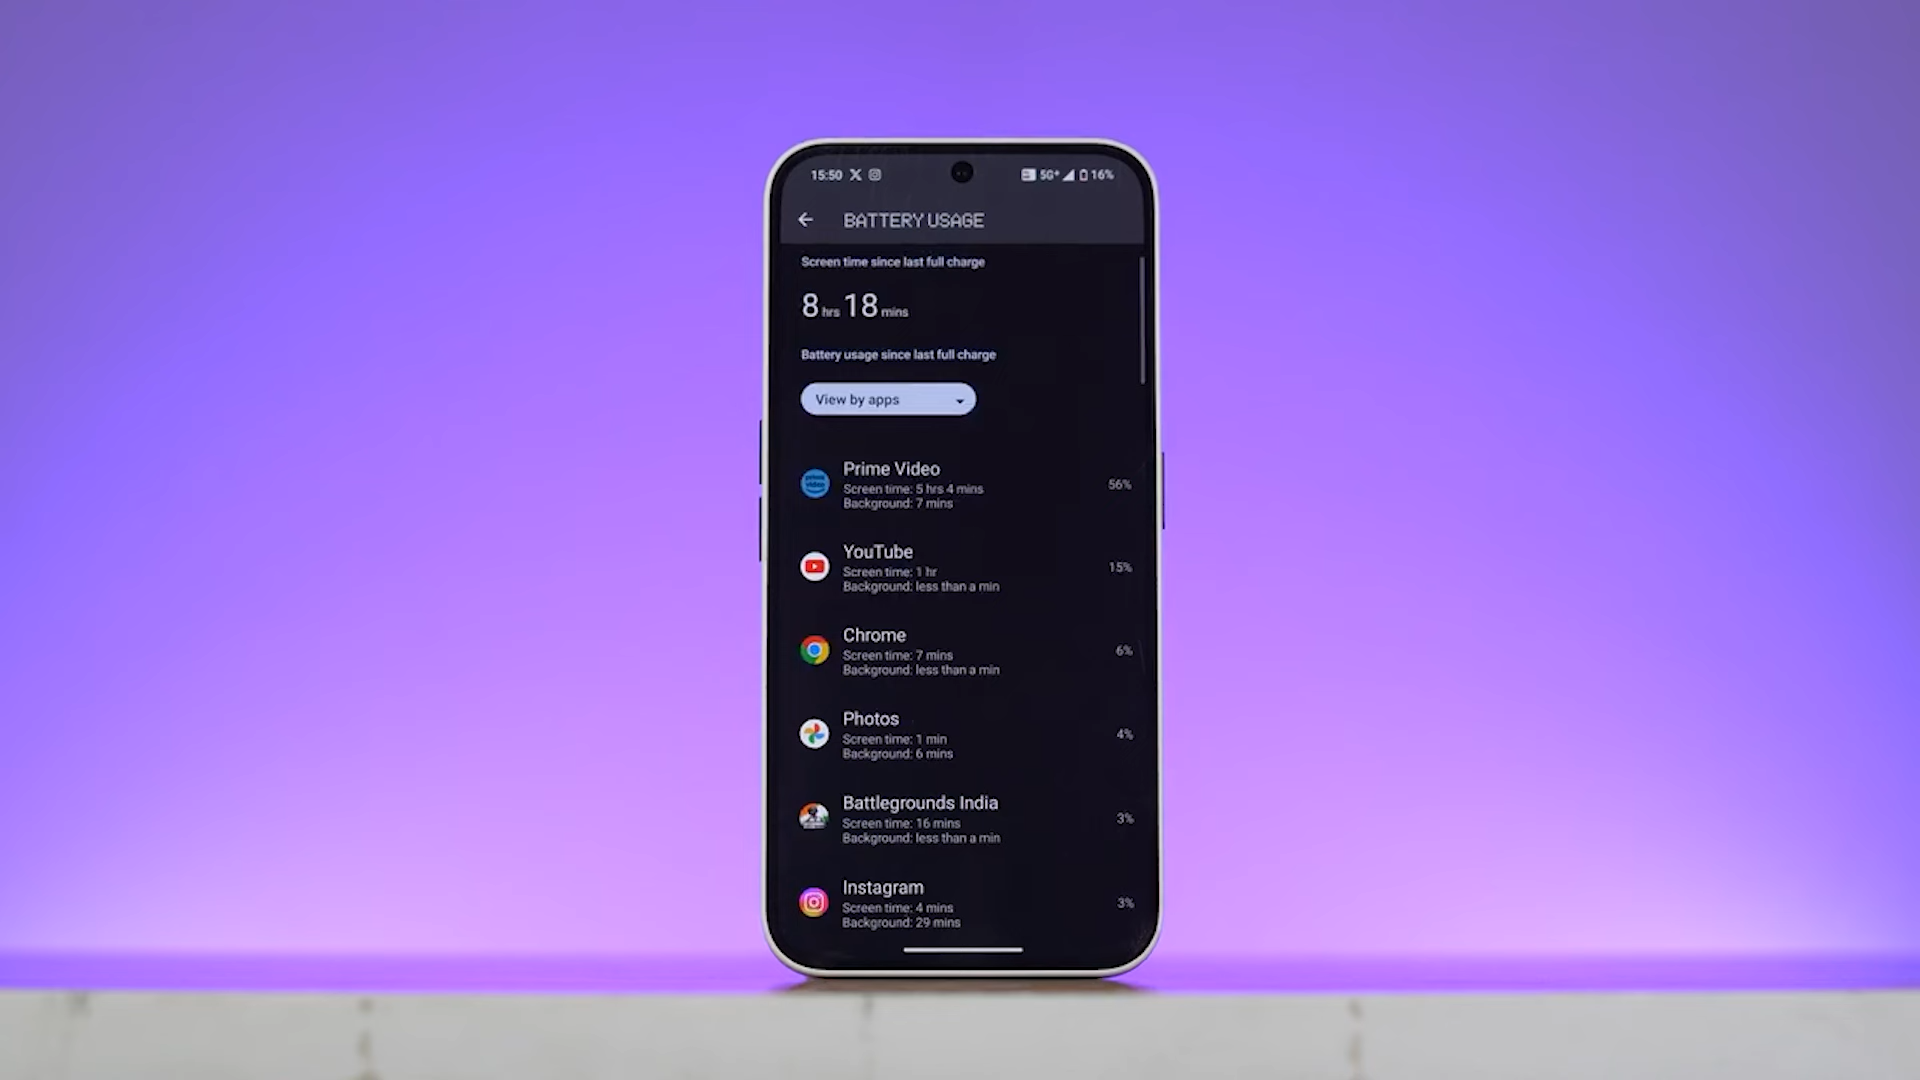 15:50 5G+ 16%
BATTERY USAGE
Screen time since last full charge
8 hrs 18 mins
Battery usage since last full charge
View by apps
Prime Video
Screen time: 5 hrs 4 mins
56%
Background: 7 mins
YouTube
Screen time: 1 hr
15%
Background: less than a min
Chrome
Screen time: 7 mins
6%
Background: less than a min
Photos
Screen time: 1 min
4%
Background: 6 mins
Battlegrounds India
Screen time: 16 mins
3%
Background: less than a min
Instagram
Screen time: 4 mins
3%
Background: 29 mins